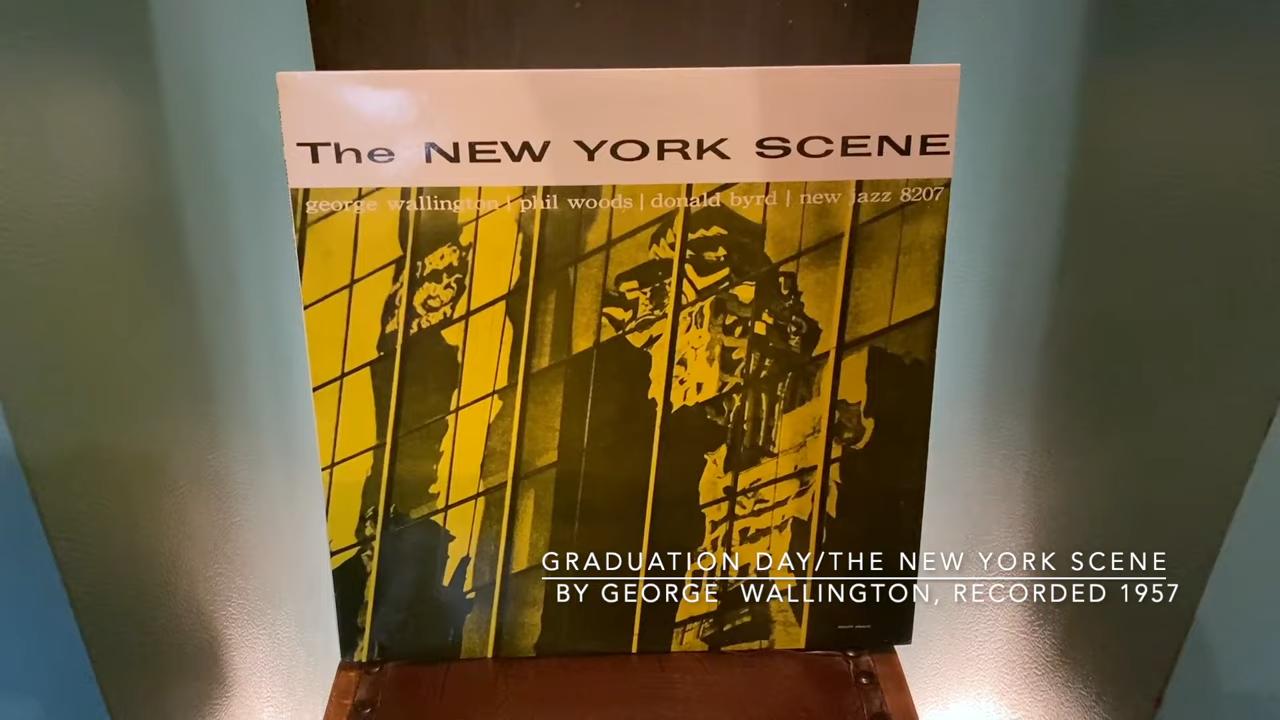 The NEW YORK SCENE
george wallington | phil woods | donald byrd | new jazz 8207
GRADUATION DAY/THE NEW YORK SCENE
BY GEORGE WALLINGTON, RECORDED 1957